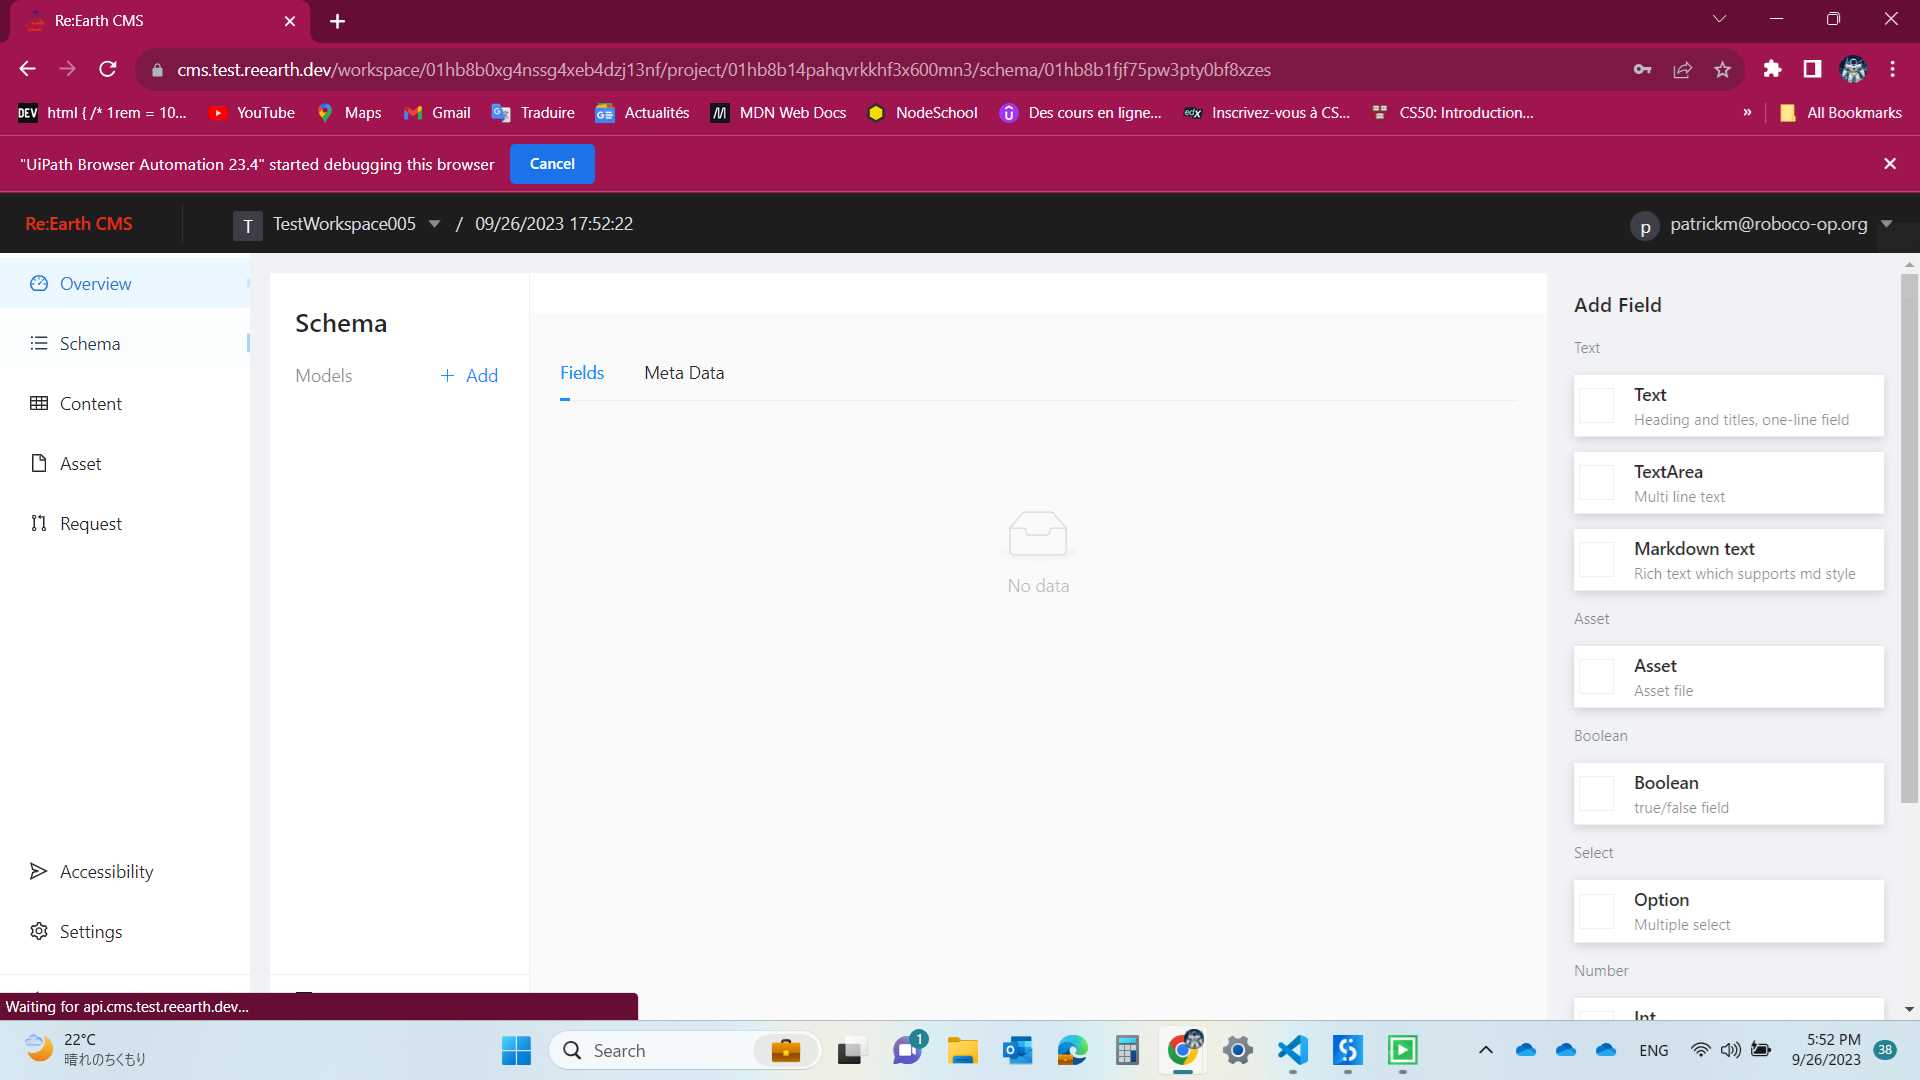 Re:Earth CMS
cms.test.reearth.dev/workspace/01hb8b0xg4nssg4xeb4dzj13nf/project/01hb8b14pahqvrkkhf3x600mn3/schema/01hb8b1fjf75pw3pty0bf8xzes
DEV html { /* 1rem = 10... YouTube Maps Gmail Traduire Actualités MDN Web Docs NodeSchool Des cours en ligne... edX Inscrivez-vous à CS... CS50: Introduction... » All Bookmarks
"UiPath Browser Automation 23.4" started debugging this browser Cancel
Re:Earth CMS T TestWorkspace005 / 09/26/2023 17:52:22 p patrickm@roboco-op.org
Overview
Schema
Content
Asset
Request
Accessibility
Settings
Schema
Models + Add
Fields Meta Data
No data
Add Field
Text
Text
Heading and titles, one-line field
TextArea
Multi line text
Markdown text
Rich text which supports md style
Asset
Asset
Asset file
Boolean
Boolean
true/false field
Select
Option
Multiple select
Number
Int
Waiting for api.cms.test.reearth.dev...
22°C
晴れのちくもり
Search
1
ENG
5:52 PM
9/26/2023
38